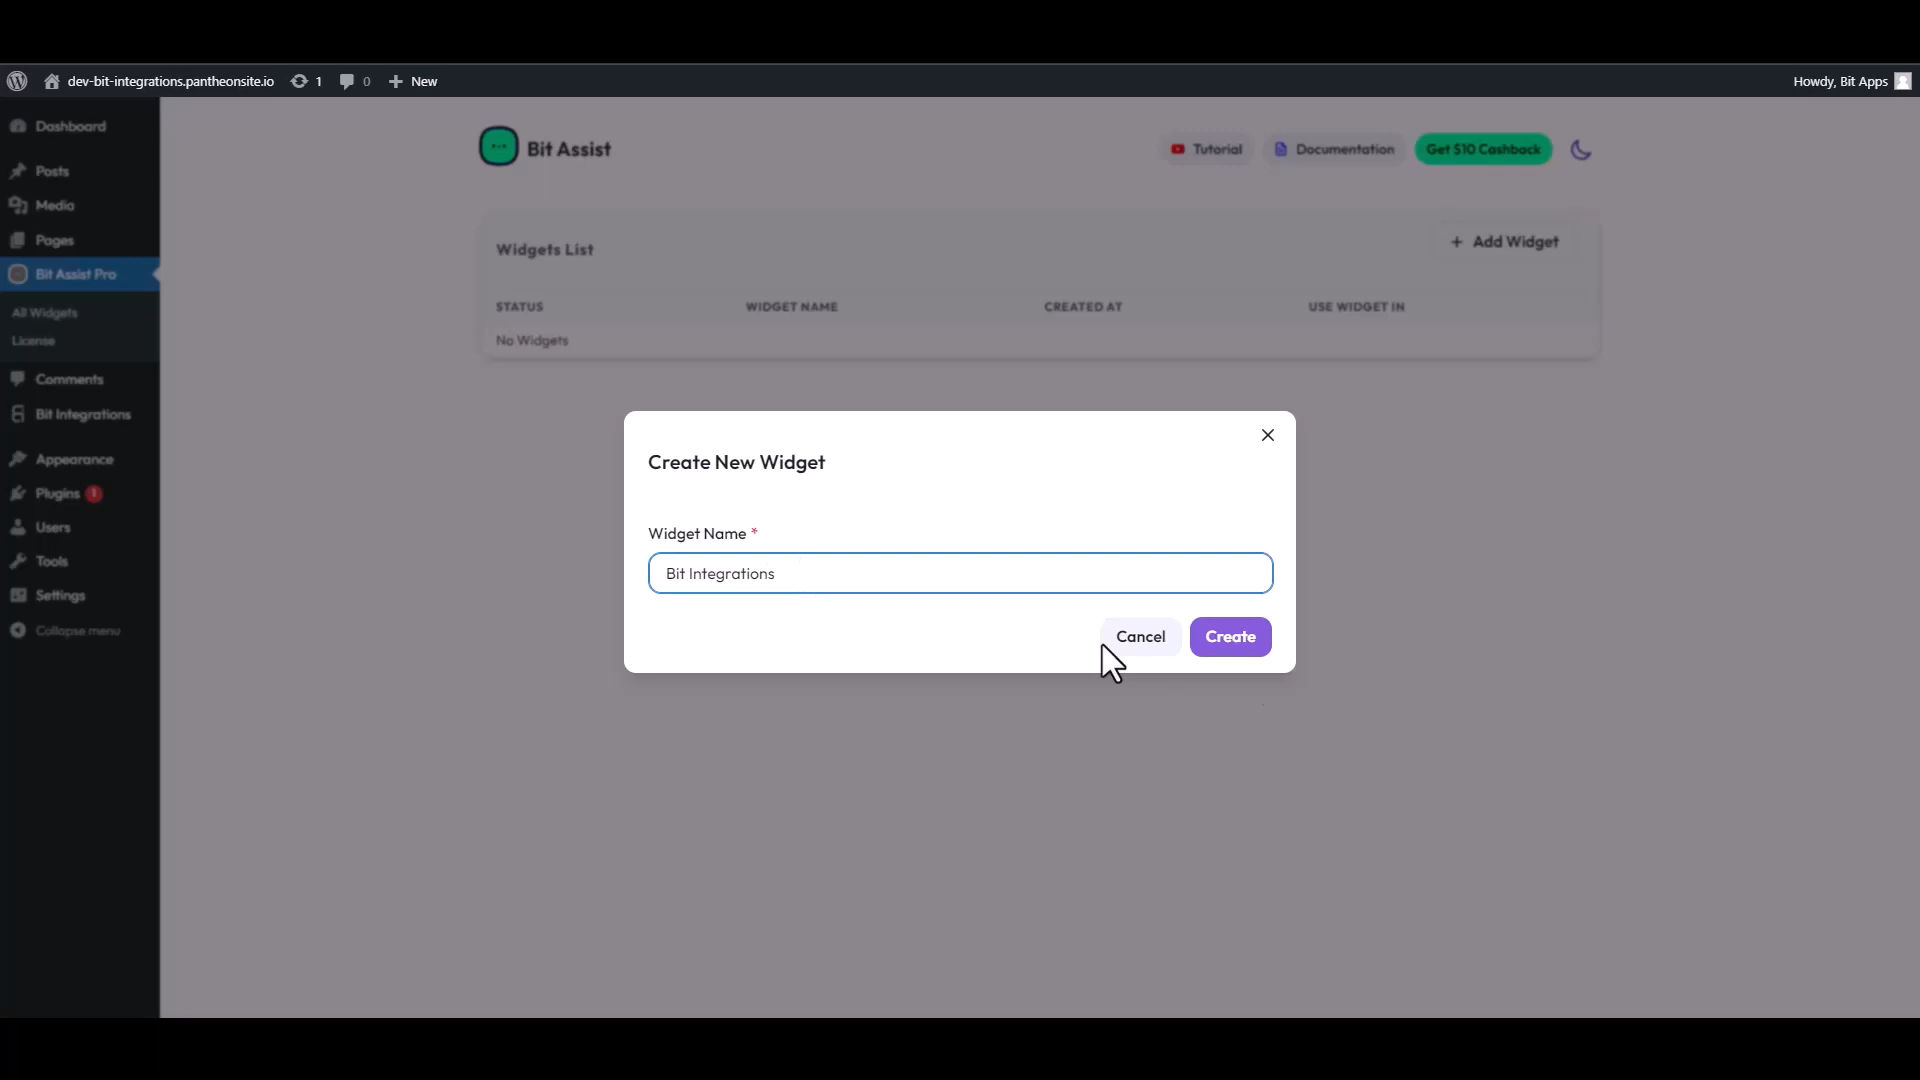 dev-bit-integrations.pantheonsite.io 1 0 New Howdy, Bit Apps
Dashboard
Posts
Media
Pages
Bit Assist Pro
All Widgets
License
Comments
Bit Integrations
Appearance
Plugins 1
Users
Tools
Settings
Collapse menu
Bit Assist
Tutorial Documentation Get $10 Cashback
Widgets List + Add Widget
STATUS WIDGET NAME CREATED AT USE WIDGET IN
No Widgets
Create New Widget
Widget Name *
Bit Integrations
Cancel Create